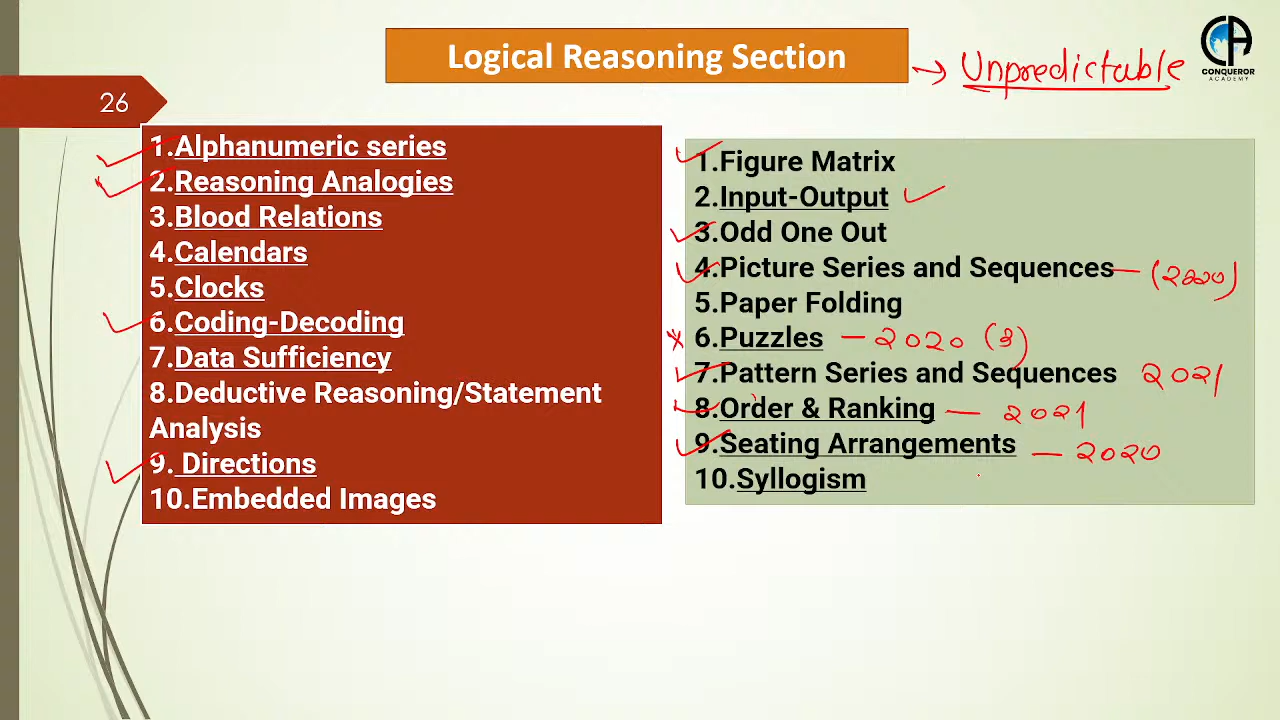 Logical Reasoning Section
→ Unpredictable
CONQUEROR
ACADEMY
26
1.Alphanumeric series
2.Reasoning Analogies
3.Blood Relations
4.Calendars
5.Clocks
6.Coding-Decoding
7.Data Sufficiency
8.Deductive Reasoning/Statement
Analysis
9. Directions
10.Embedded Images
1.Figure Matrix
2.Input-Output
3.Odd One Out
4.Picture Series and Sequences — (2020)
5.Paper Folding
6.Puzzles — 2020 (3)
7.Pattern Series and Sequences 2021
8.Order & Ranking — 2021
9.Seating Arrangements — 2020
10.Syllogism